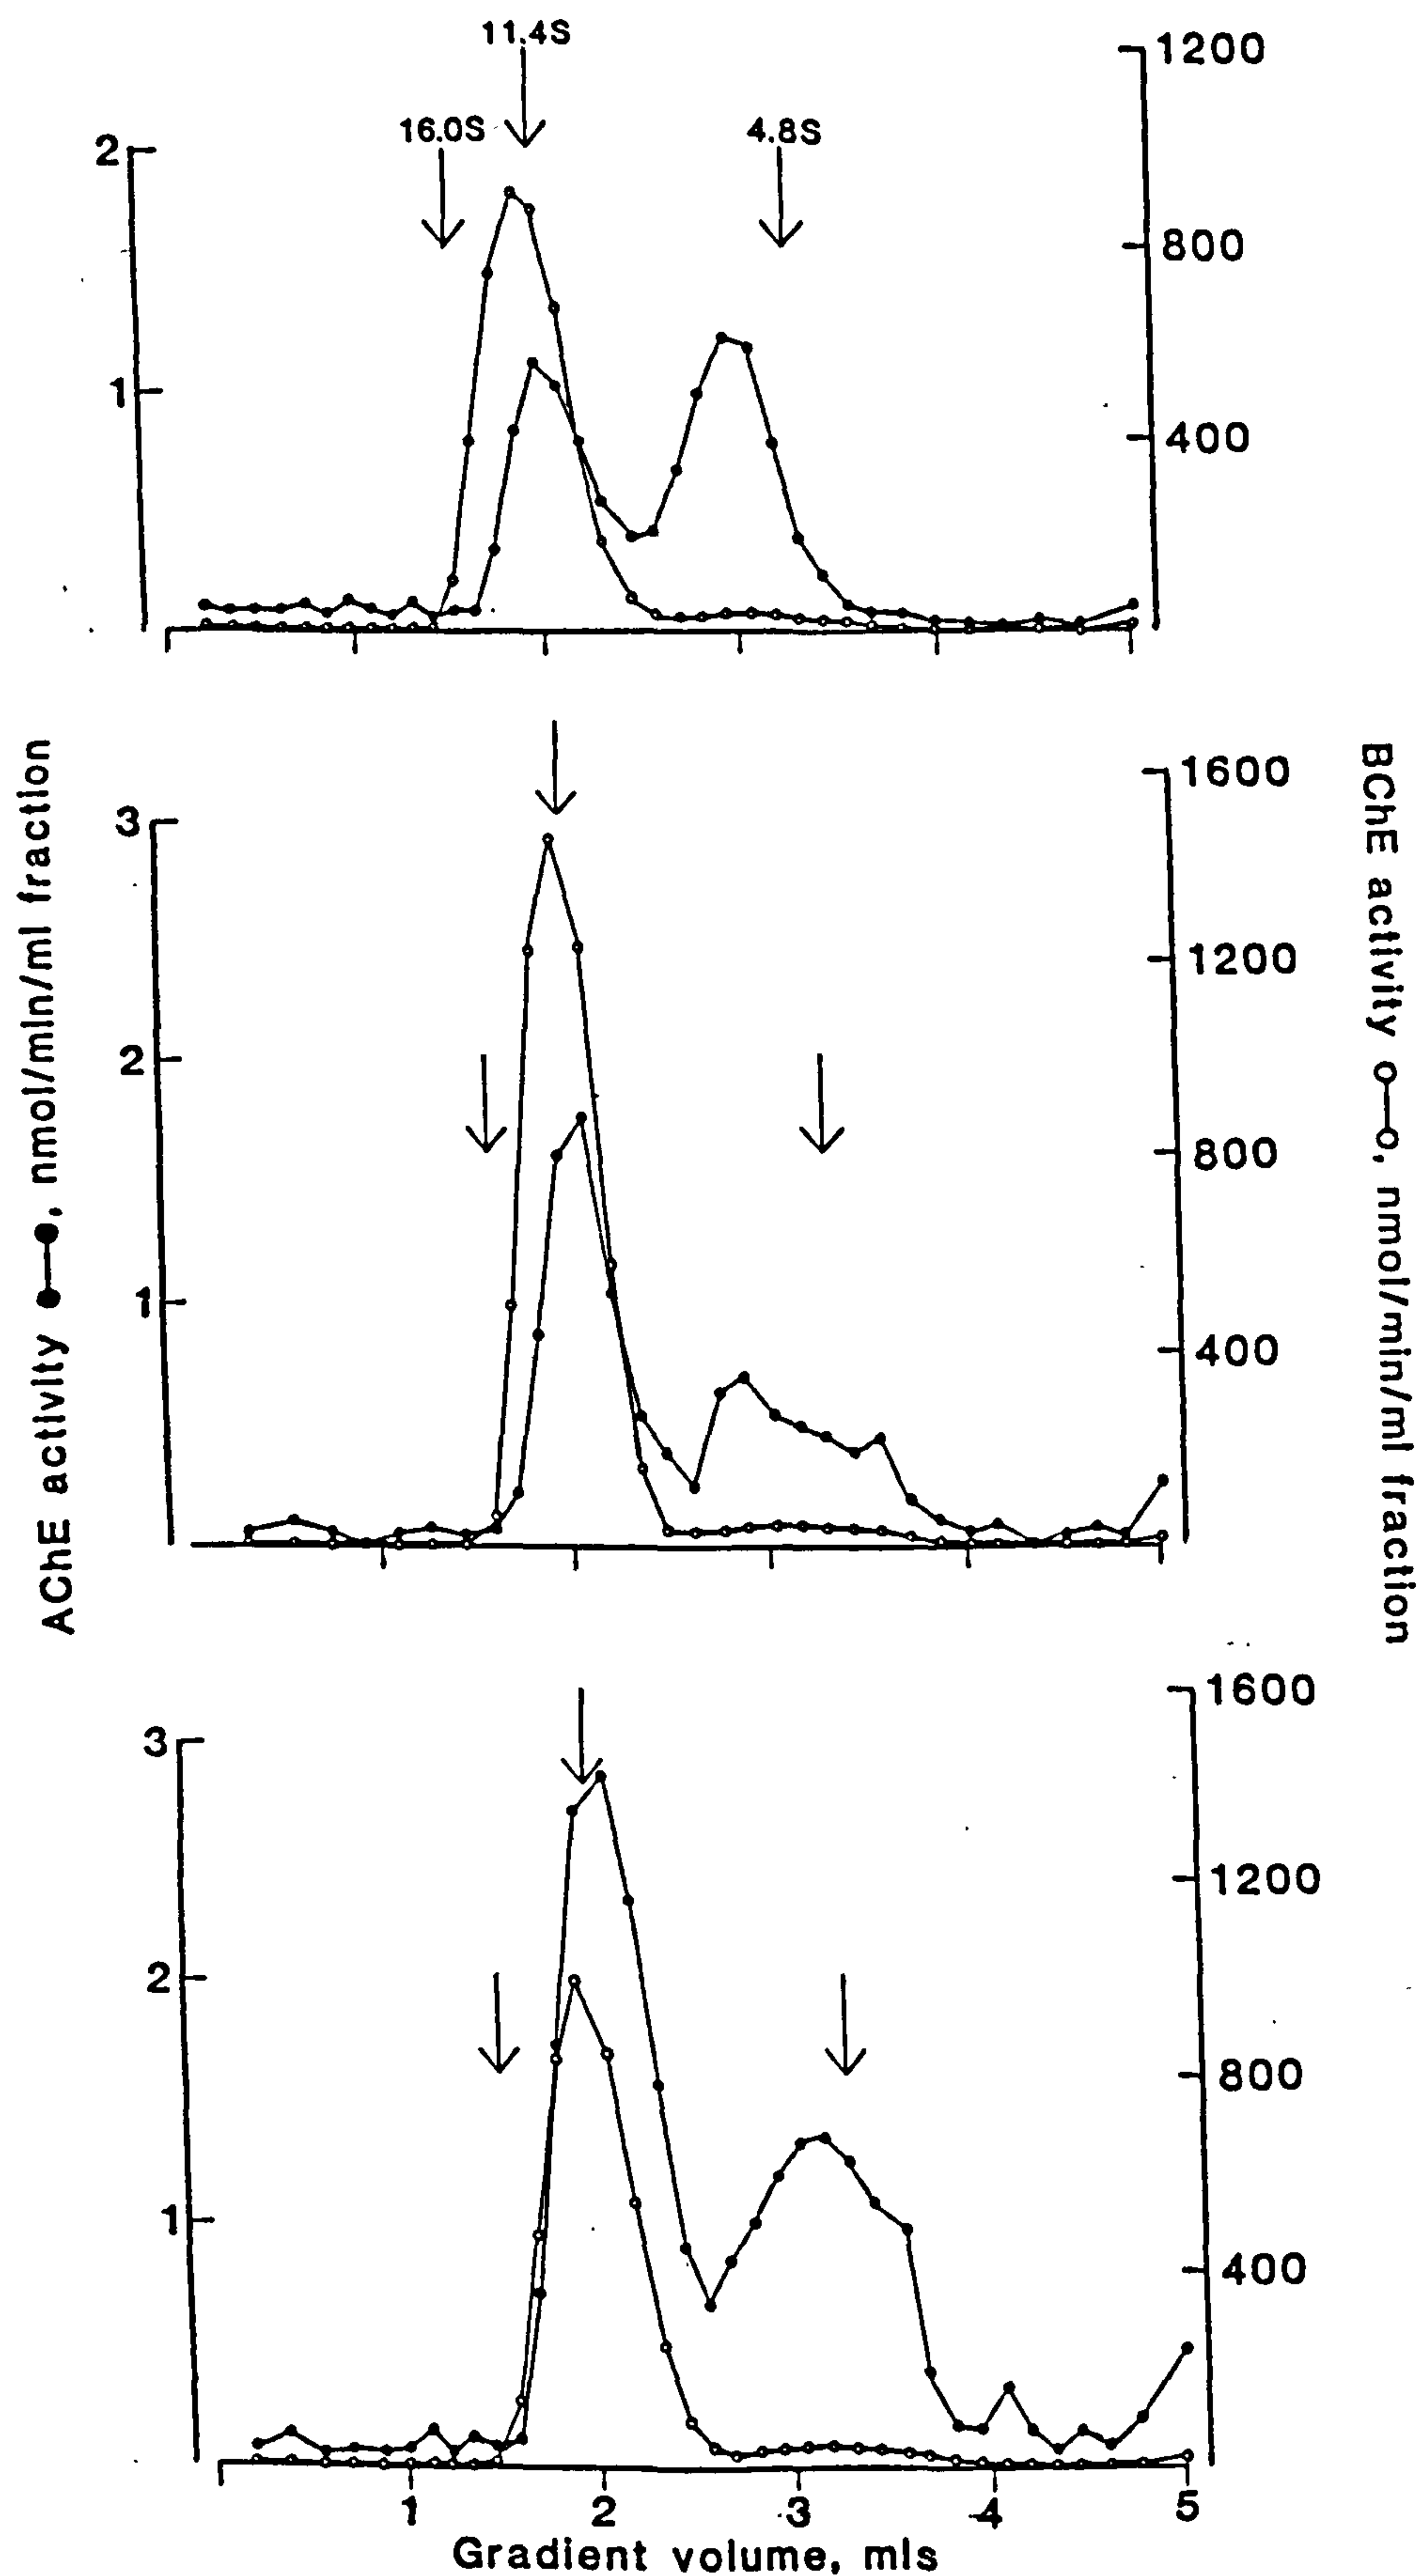 11.4S
16.0S
4.8S
2
1
1200
800
400
AChE activity ●—●, nmol/min/ml fraction
3
2
1
1600
1200
800
400
BChE activity o—o, nmol/min/ml fraction
3
2
1
1600
1200
800
400
1 2 3 4 5
Gradient volume, mls